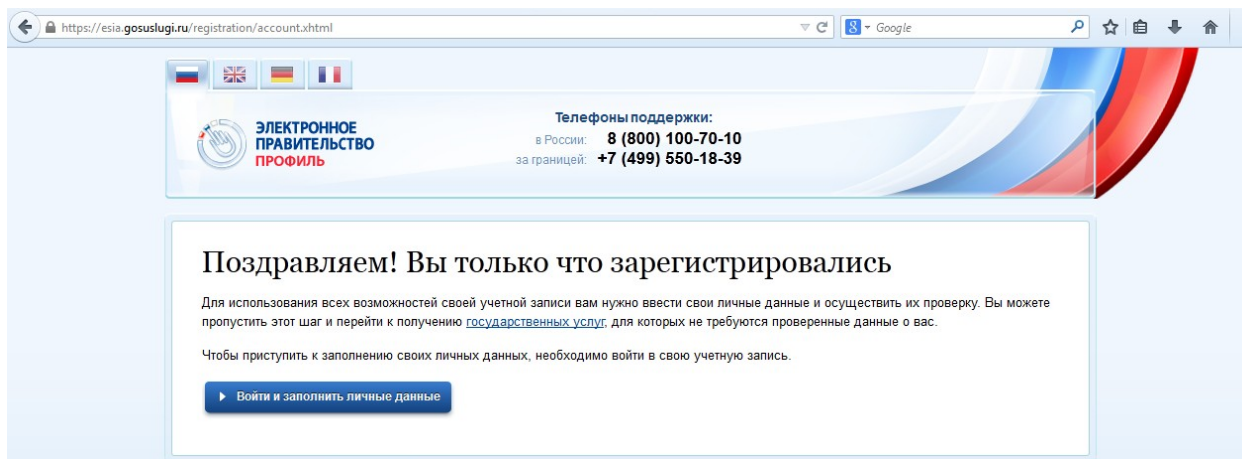 https://esia.gosuslugi.ru/registration/account.xhtml
8 Google
ЭЛЕКТРОННОЕ
ПРАВИТЕЛЬСТВО
ПРОФИЛЬ
Телефоны поддержки:
в России: 8 (800) 100-70-10
за границей: +7 (499) 550-18-39
Поздравляем! Вы только что зарегистрировались
Для использования всех возможностей своей учетной записи вам нужно ввести свои личные данные и осуществить их проверку. Вы можете
пропустить этот шаг и перейти к получению государственных услуг, для которых не требуются проверенные данные о вас.
Чтобы приступить к заполнению своих личных данных, необходимо войти в свою учетную запись.
Войти и заполнить личные данные